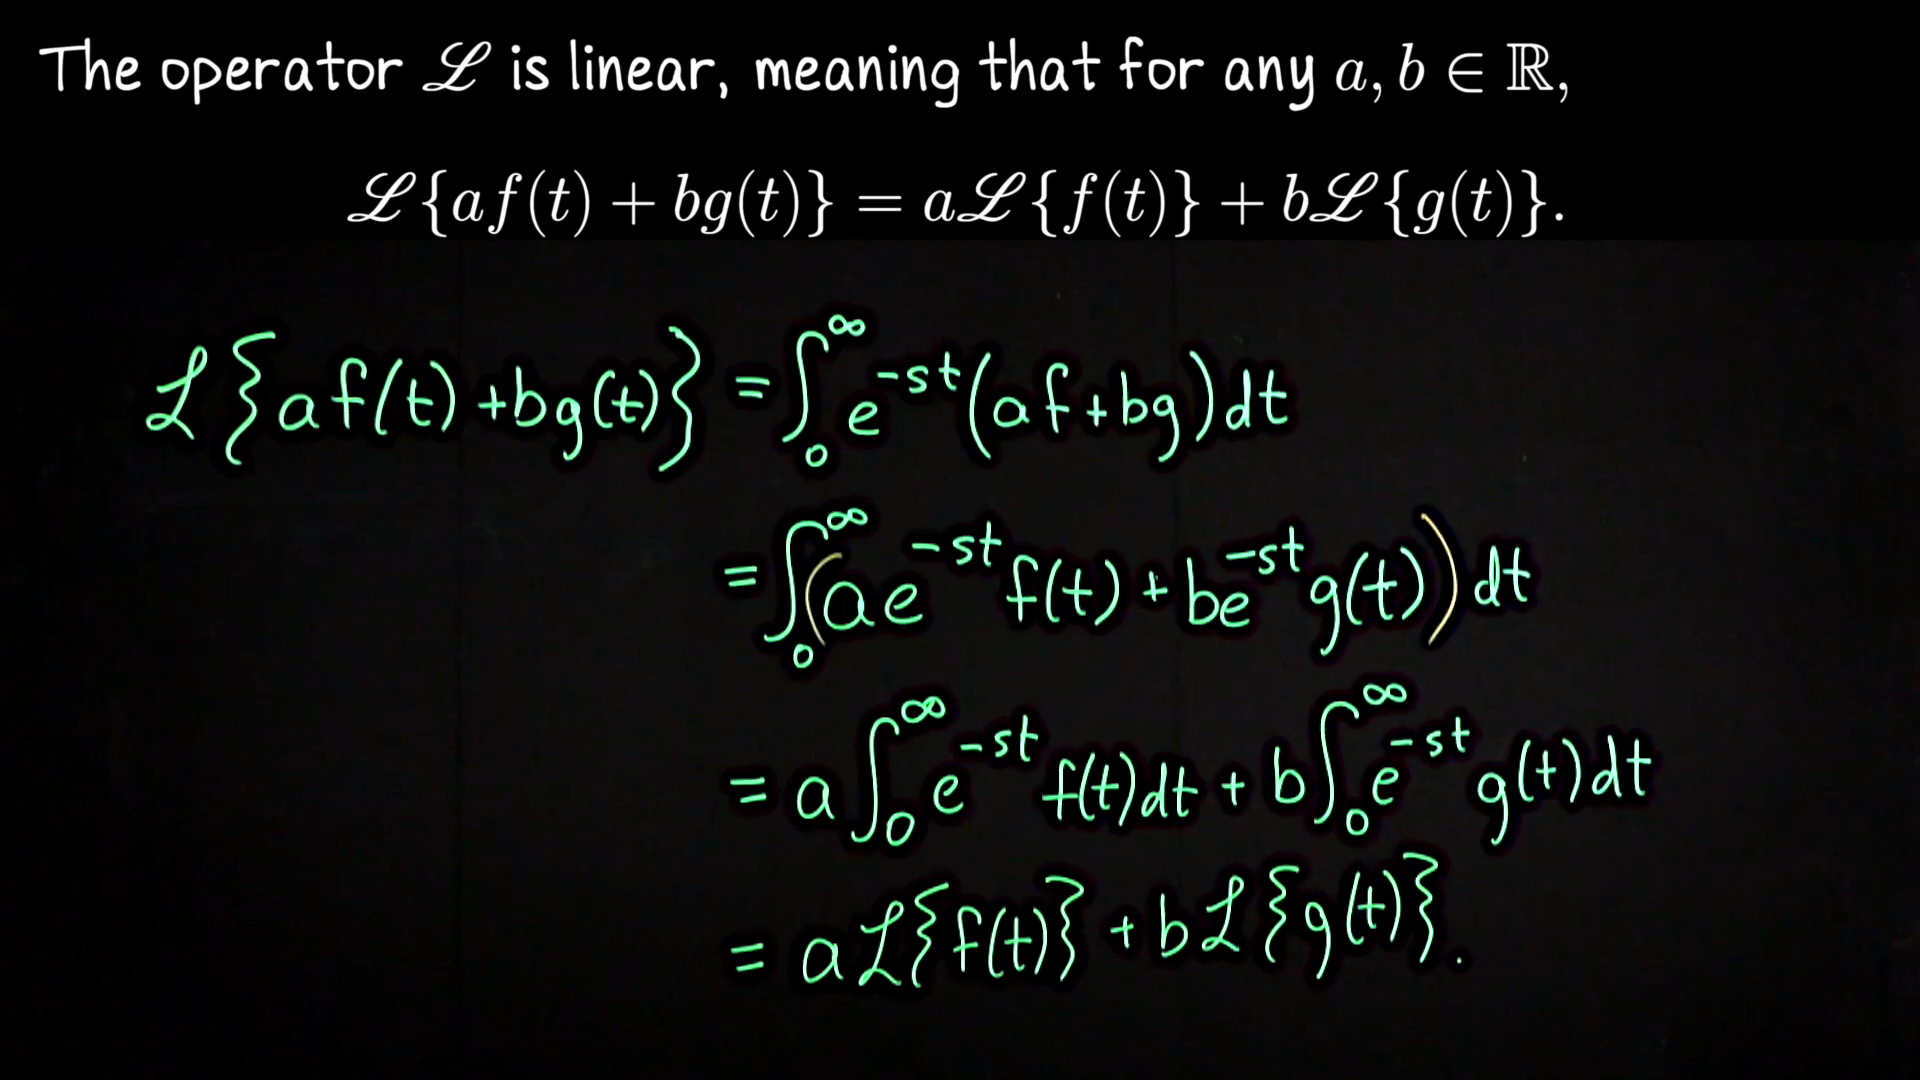 The operator ℒ is linear, meaning that for any a, b ∈ ℝ,
ℒ{af(t) + bg(t)} = aℒ{f(t)} + bℒ{g(t)}.
ℒ{af(t) + bg(t)} = ∫₀^∞ e^{-st}(af + bg)dt
= ∫₀^∞ (ae^{-st} f(t) + be^{-st} g(t)) dt
= a∫₀^∞ e^{-st} f(t)dt + b∫₀^∞ e^{-st} g(t)dt
= aℒ{f(t)} + bℒ{g(t)}.